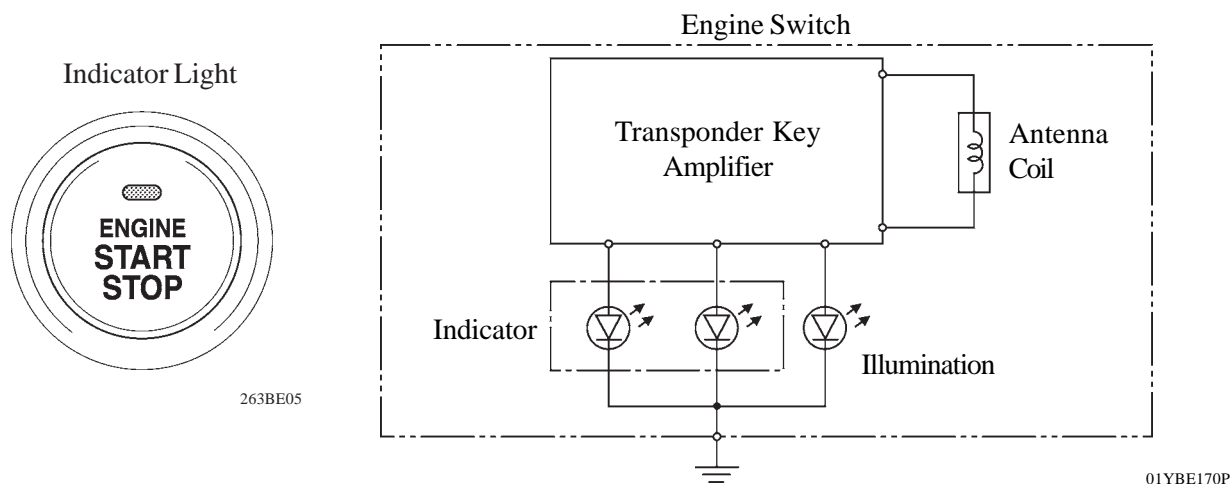 Indicator Light
ENGINE
START
STOP
263BE05
Engine Switch
Transponder Key
Amplifier
Antenna
Coil
Indicator
Illumination
01YBE170P